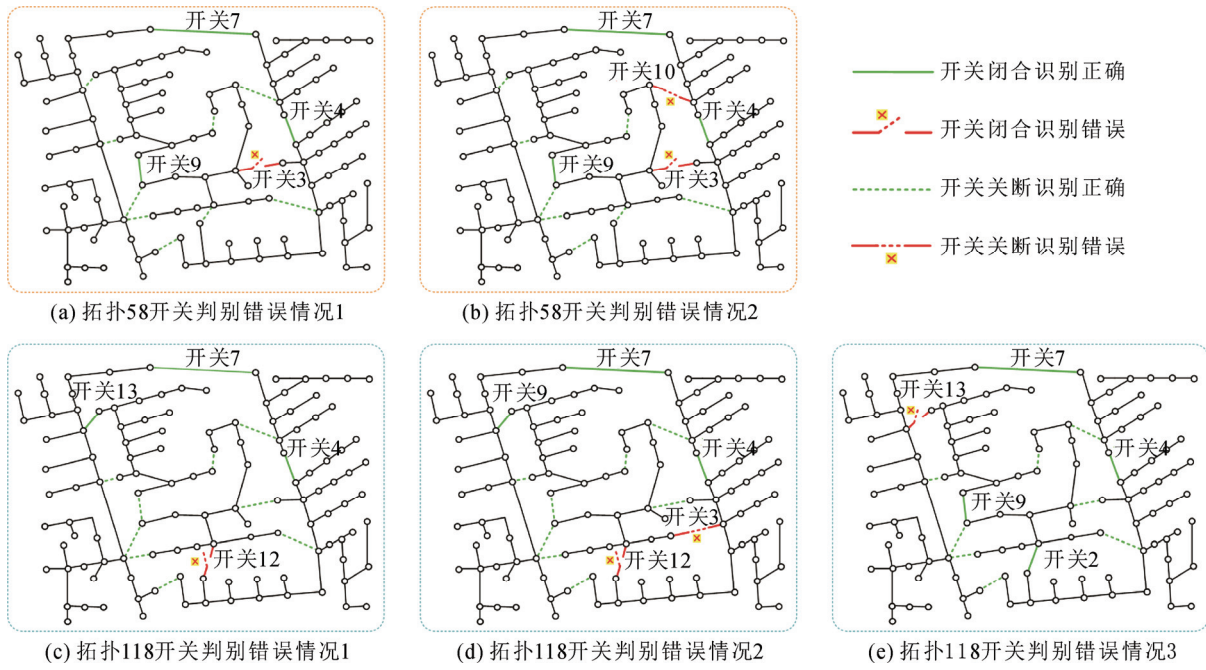 开关7
开关4
开关9
开关3
(a) 拓扑58开关判别错误情况1
开关7
开关10
开关4
开关9
开关3
(b) 拓扑58开关判别错误情况2
开关闭合识别正确
开关闭合识别错误
开关关断识别正确
开关关断识别错误
开关7
开关13
开关4
开关12
(c) 拓扑118开关判别错误情况1
开关7
开关9
开关4
开关3
开关12
(d) 拓扑118开关判别错误情况2
开关7
开关13
开关4
开关9
开关2
(e) 拓扑118开关判别错误情况3